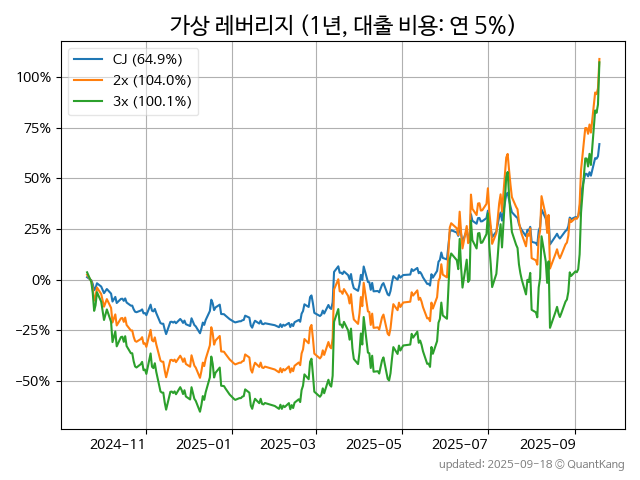 가상 레버리지 (1년, 대출 비용: 연 5%)
CJ (64.9%)
2x (104.0%)
3x (100.1%)
100%
75%
50%
25%
0%
−25%
−50%
2024-11
2025-01
2025-03
2025-05
2025-07
2025-09
updated: 2025-09-18 © QuantKang